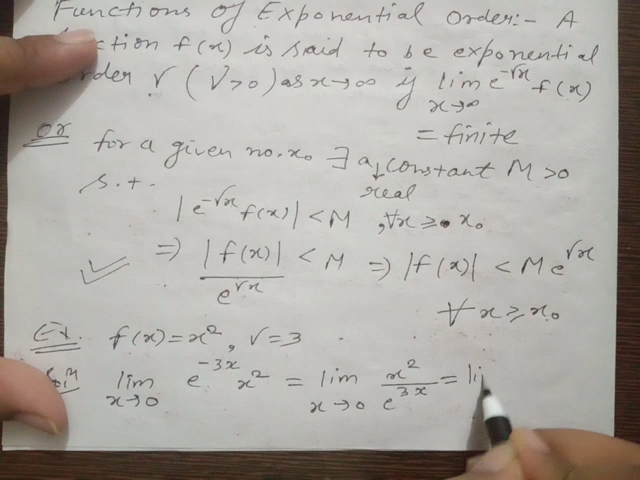 Functions of Exponential Order:- A
ction f(x) is said to be exponential
order r (r>0) as x→∞ if lim x→∞ e^-rx f(x)
= finite
or for a given no. x₀ ∃ a constant M>0
real
s.t.
|e^-rx f(x)| < M , ∀x ≥ x₀
⇒ |f(x)|/e^rx < M ⇒ |f(x)| < M e^rx
∀ x ≥ x₀
Ex. f(x)=x², r=3
Solⁿ lim x→0 e^-3x x² = lim x→0 x²/e^3x = li